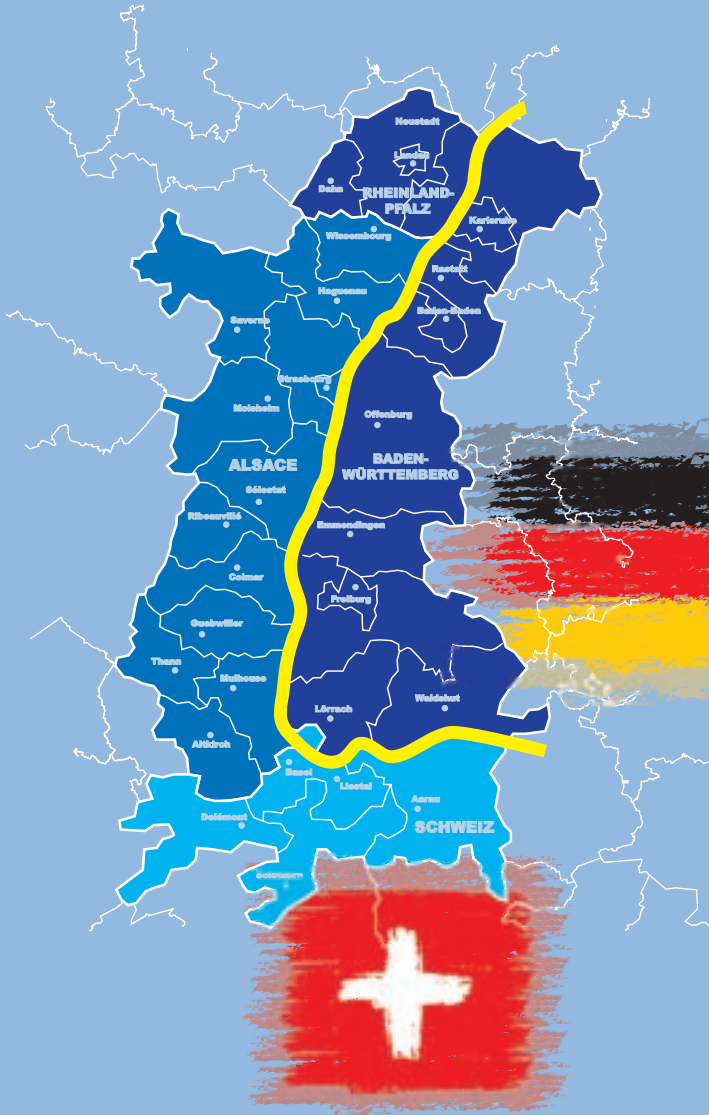 Neustadt
Landau
Dahn
RHEINLAND-
PFALZ
Karlsruhe
Wissembourg
Rastatt
Haguenau
Baden-Baden
Saverne
Strasbourg
Molsheim
Offenburg
ALSACE
BADEN-
WÜRTTEMBERG
Sélestat
Ribeauvillé
Emmendingen
Colmar
Freiburg
Guebwiller
Thann
Mulhouse
Waldshut
Lörrach
Altkirch
Basel
Liestal
Aarau
Delémont
SCHWEIZ